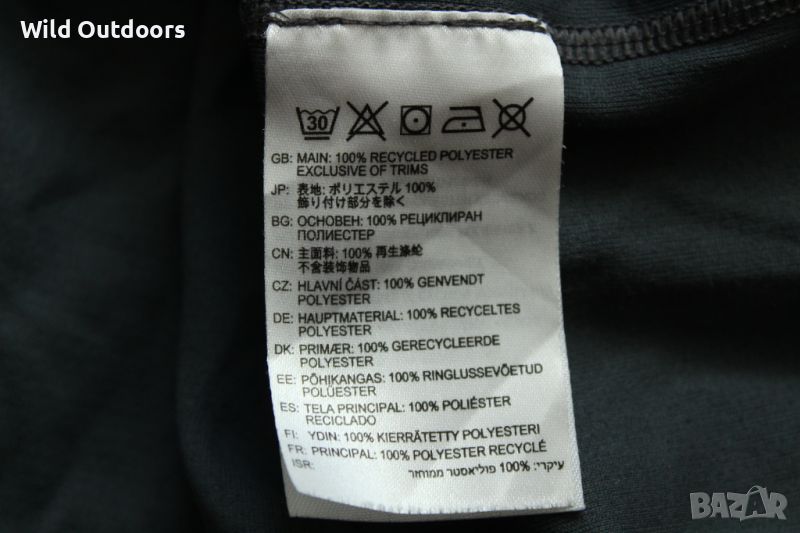 Wild Outdoors
30
GB: MAIN: 100% RECYCLED POLYESTER
EXCLUSIVE OF TRIMS
JP: 表地: ポリエステル 100%
飾り付け部分を除く
BG: ОСНОВЕН: 100% РЕЦИКЛИРАН
ПОЛИЕСТЕР
CN: 主面料: 100% 再生涤纶
不含装饰物品
CZ: HLAVNÍ ČÁST: 100% GENVENDT
POLYESTER
DE: HAUPTMATERIAL: 100% RECYCELTES
POLYESTER
DK: PRIMÆR: 100% GERECYCLEERDE
POLYESTER
EE: PÕHIKANGAS: 100% RINGLUSSEVÕETUD
POLÜESTER
ES: TELA PRINCIPAL: 100% POLIÉSTER
RECICLADO
FI: YDIN: 100% KIERRÄTETTY POLYESTERI
FR: PRINCIPAL: 100% POLYESTER RECYCLÉ
ISR: עיקרי: 100% פוליאסטר ממוחזר
BAZAR